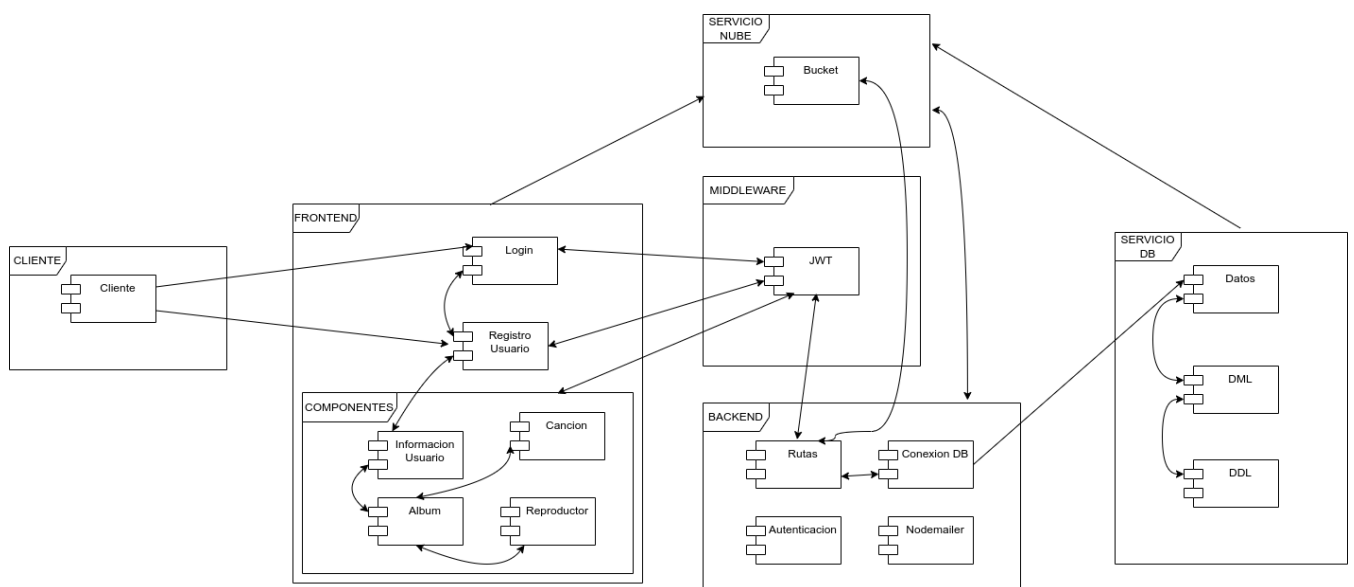 SERVICIO
NUBE
Bucket
MIDDLEWARE
JWT
FRONTEND
Login
Registro
Usuario
CLIENTE
Cliente
COMPONENTES
Informacion
Usuario
Cancion
Album
Reproductor
BACKEND
Rutas
Conexion DB
Autenticacion
Nodemailer
SERVICIO
DB
Datos
DML
DDL